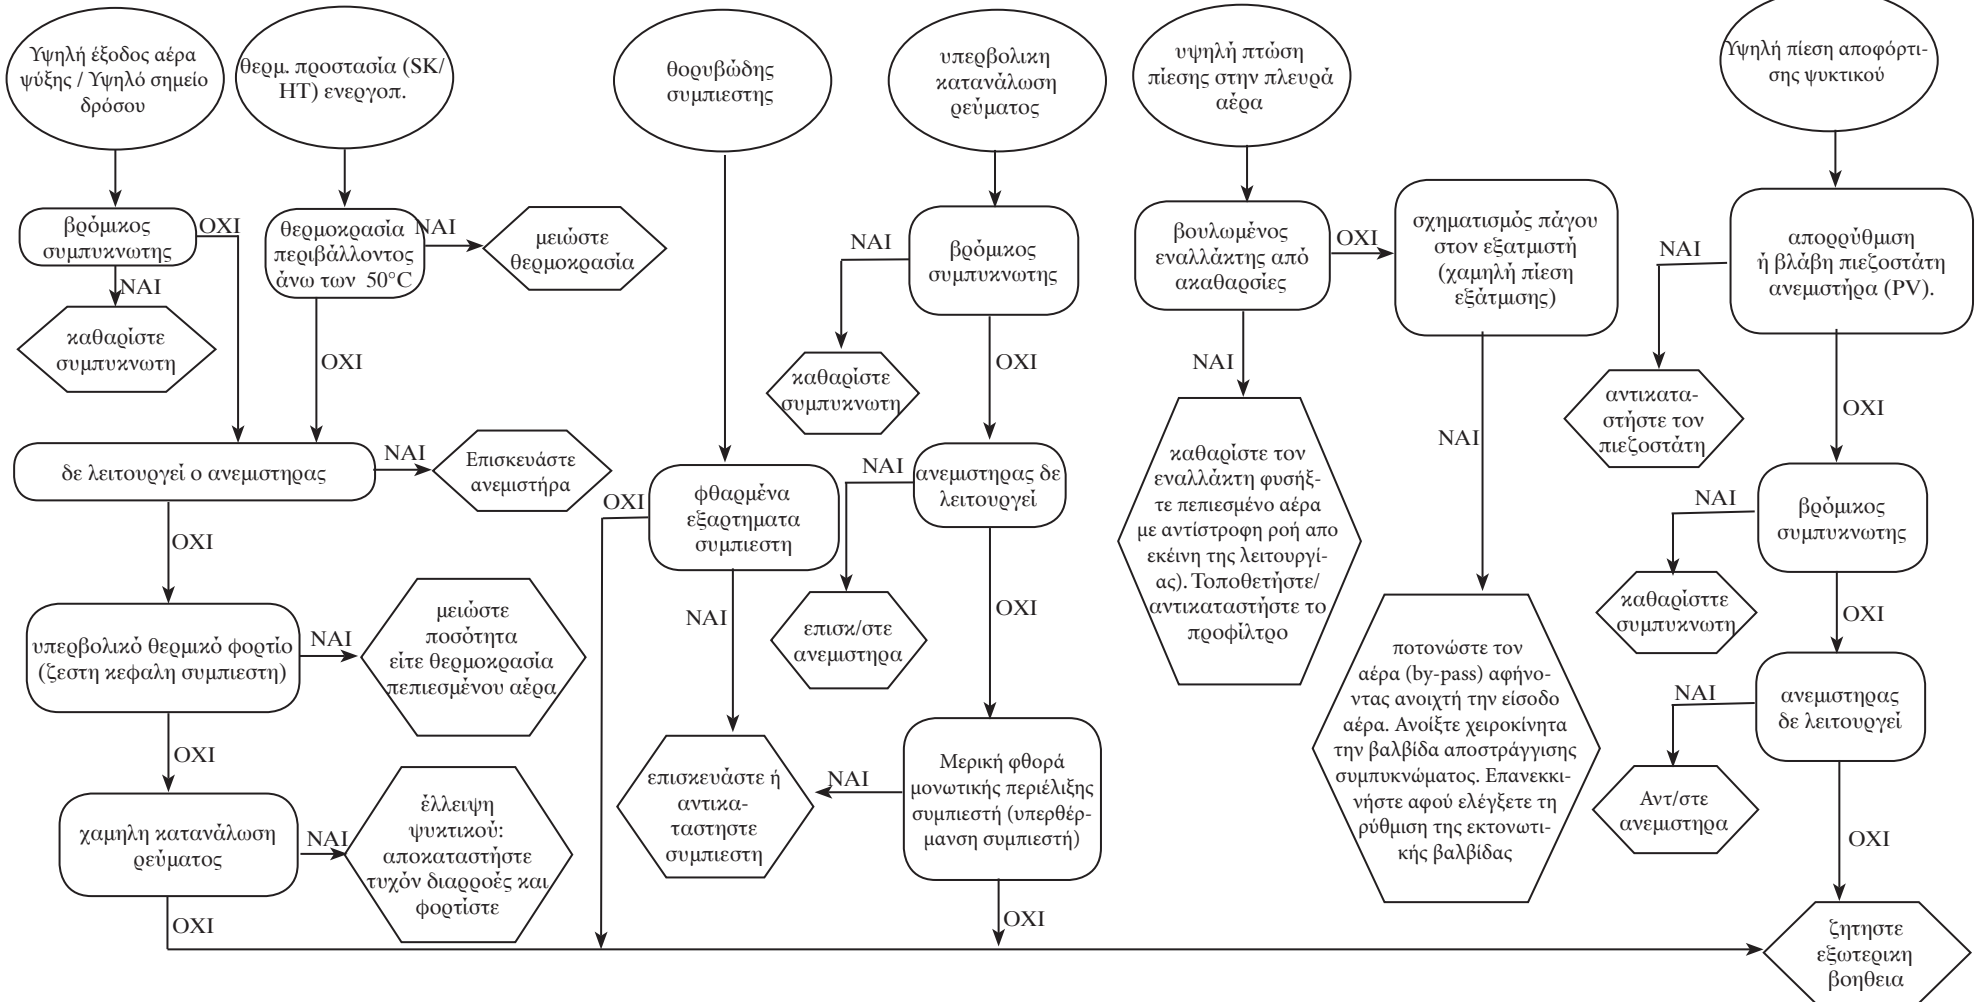 Υψηλή έξοδος αέρα
ψύξης / Υψηλό σημείο
δρόσου
βρόμικος
συμπυκνωτης
ΟΧΙ
ΝΑΙ
καθαρίστε
συμπυκνωτη
θερμ. προστασία (SK/
HT) ενεργοπ.
θερμοκρασία
περιβάλλοντος
άνω των 50°C
ΝΑΙ
μειώστε
θερμοκρασία
ΟΧΙ
δε λειτουργεί ο ανεμιστηρας
ΝΑΙ
Επισκευάστε
ανεμιστήρα
ΟΧΙ
υπερβολικό θερμικό φορτίο
(ζεστη κεφαλη συμπιεστη)
ΝΑΙ
μειώστε
ποσότητα
είτε θερμοκρασία
πεπιεσμένου αέρα
ΟΧΙ
χαμηλη κατανάλωση
ρεύματος
ΝΑΙ
έλλειψη
ψυκτικού:
αποκαταστήστε
τυχόν διαρροές και
φορτίστε
ΟΧΙ
θορυβώδης
συμπιεστης
φθαρμένα
εξαρτηματα
συμπιεστη
ΟΧΙ
ΝΑΙ
επισκευάστε ή
αντικα-
ταστηστε
συμπιεστη
υπερβολικη
κατανάλωση
ρεύματος
βρόμικος
συμπυκνωτης
ΝΑΙ
καθαρίστε
συμπυκνωτη
ΟΧΙ
ανεμιστηρας δε
λειτουργεί
ΝΑΙ
επισκ/στε
ανεμιστηρα
ΟΧΙ
Μερική φθορά
μονωτικής περιέλιξης
συμπιεστή (υπερθέρ-
μανση συμπιεστή)
ΝΑΙ
ΟΧΙ
υψηλή πτώση
πίεσης στην πλευρά
αέρα
βουλωμένος
εναλλάκτης από
ακαθαρσίες
ΟΧΙ
σχηματισμός πάγου
στον εξατμιστή
(χαμηλή πίεση
εξάτμισης)
ΝΑΙ
καθαρίστε τον
εναλλάκτη φυσήξ-
τε πεπιεσμένο αέρα
με αντίστροφη ροή απο
εκέινη της λειτουργί-
ας). Τοποθετήστε/
αντικαταστήστε το
προφίλτρο
ΝΑΙ
ποτονώστε τον
αέρα (by-pass) αφήνο-
ντας ανοιχτή την είσοδο
αέρα. Ανοίξτε χειροκίνητα
την βαλβίδα αποστράγγισης
συμπυκνώματος. Επανεκκι-
νήστε αφού ελέγξετε τη
ρύθμιση της εκτονωτι-
κής βαλβίδας
Υψηλή πίεση αποφόρτι-
σης ψυκτικού
απορρύθμιση
ή βλάβη πιεζοστάτη
ανεμιστήρα (PV).
ΝΑΙ
αντικατα-
στήστε τον
πιεζοστάτη
ΟΧΙ
βρόμικος
συμπυκνωτης
ΝΑΙ
καθαρίσττε
συμπυκνωτη
ΟΧΙ
ανεμιστηρας
δε λειτουργεί
ΝΑΙ
Αντ/στε
ανεμιστηρα
ΟΧΙ
ζητηστε
εξωτερικη
βοηθεια